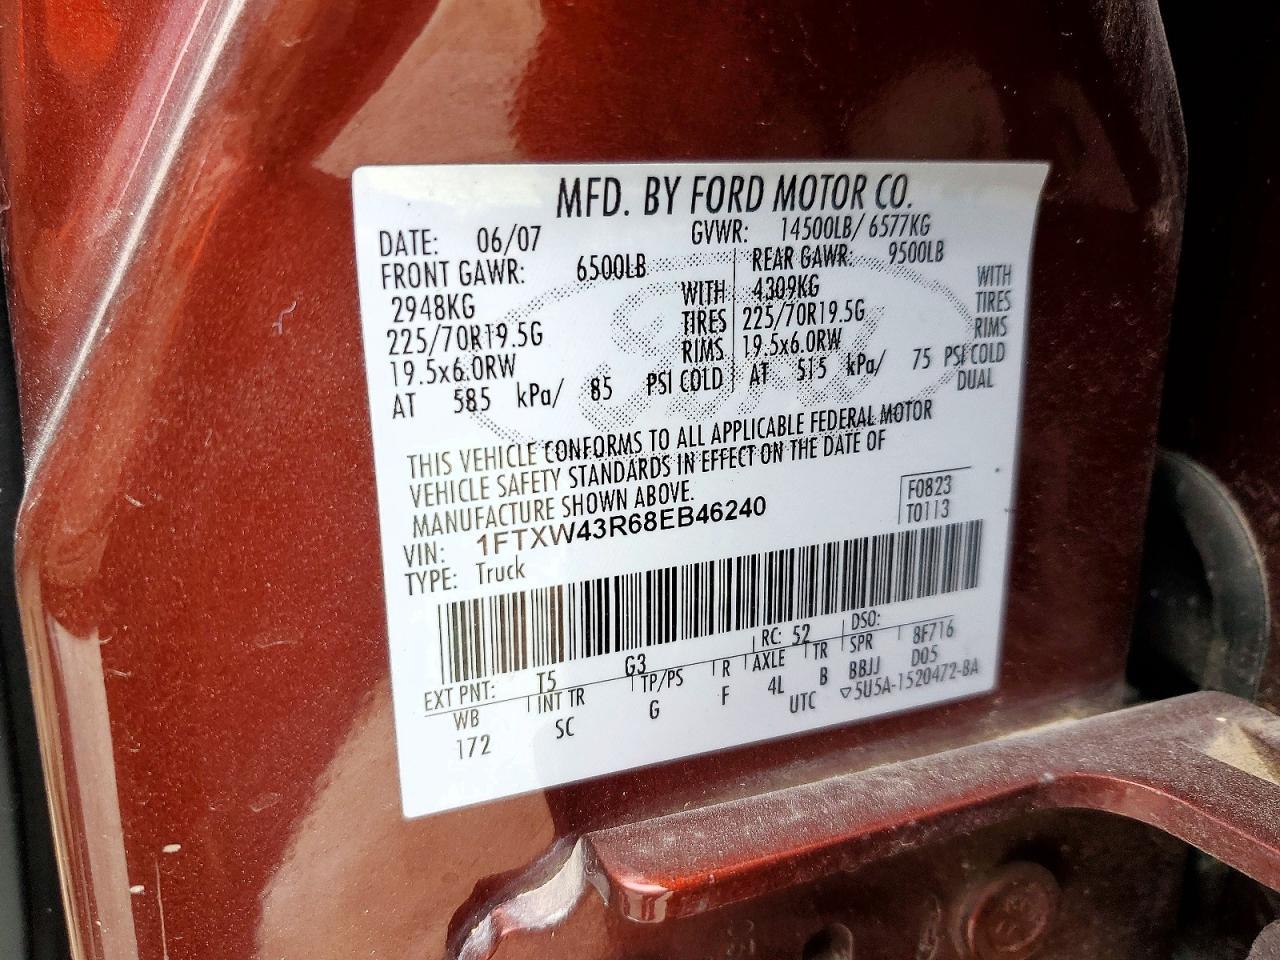 MFD. BY FORD MOTOR CO.
DATE: 06/07 GVWR: 14500LB/ 6577KG
FRONT GAWR: 6500LB REAR GAWR: 9500LB
2948KG WITH 4309KG WITH
225/70R19.5G TIRES 225/70R19.5G TIRES
19.5x6.0RW RIMS 19.5x6.0RW RIMS
AT 585 kPa/ 85 PSI COLD AT 515 kPa/ 75 PSI COLD
DUAL
THIS VEHICLE CONFORMS TO ALL APPLICABLE FEDERAL MOTOR
VEHICLE SAFETY STANDARDS IN EFFECT ON THE DATE OF
MANUFACTURE SHOWN ABOVE.
F0823
VIN: 1FTXW43R68EB46240 T0113
TYPE: Truck
EXT PNT: T5 G3 RC: 52 DSO:
WB INT TR TP/PS R AXLE TR SPR 8F716
172 SC G F 4L B BBJJ D05
UTC ▽5U5A-1520472-BA